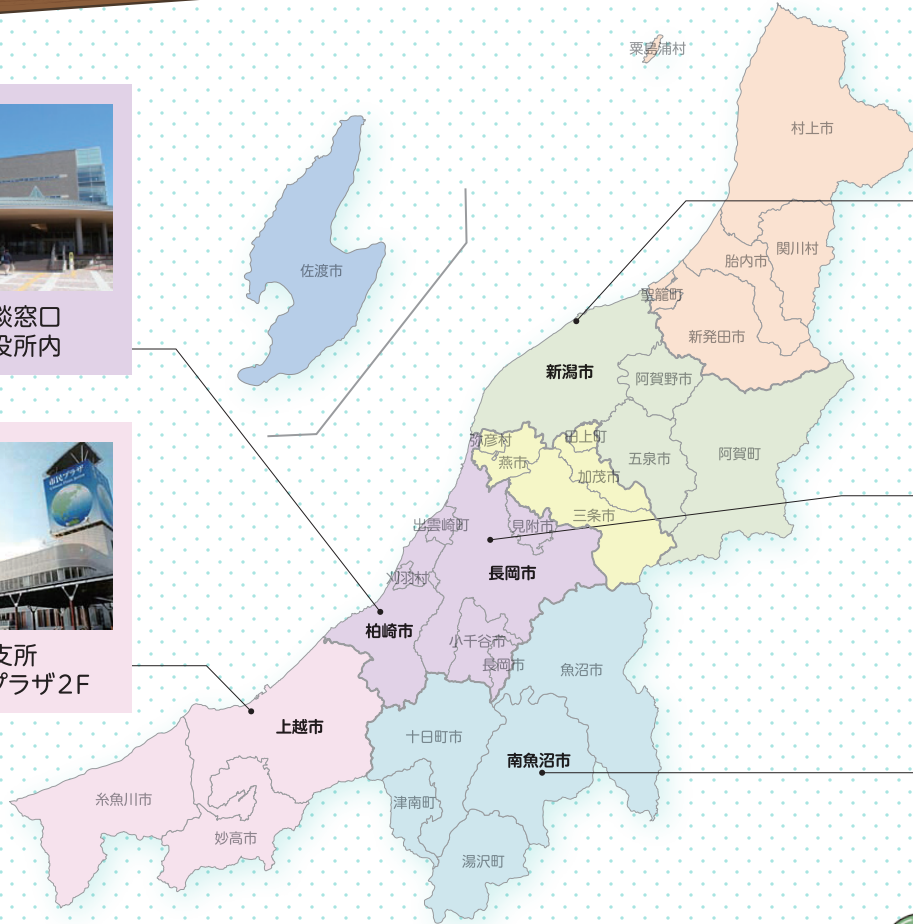 粟島浦村
村上市
関川村
胎内市
佐渡市
聖籠町
新発田市
談窓口
役所内
新潟市
阿賀野市
弥彦村
田上町
燕市
五泉市
阿賀町
加茂市
市民プラザ
三条市
出雲崎町
見附市
長岡市
刈羽村
柏崎市
小千谷市
支所
プラザ2F
長岡市
魚沼市
上越市
十日町市
南魚沼市
糸魚川市
津南町
妙高市
湯沢町